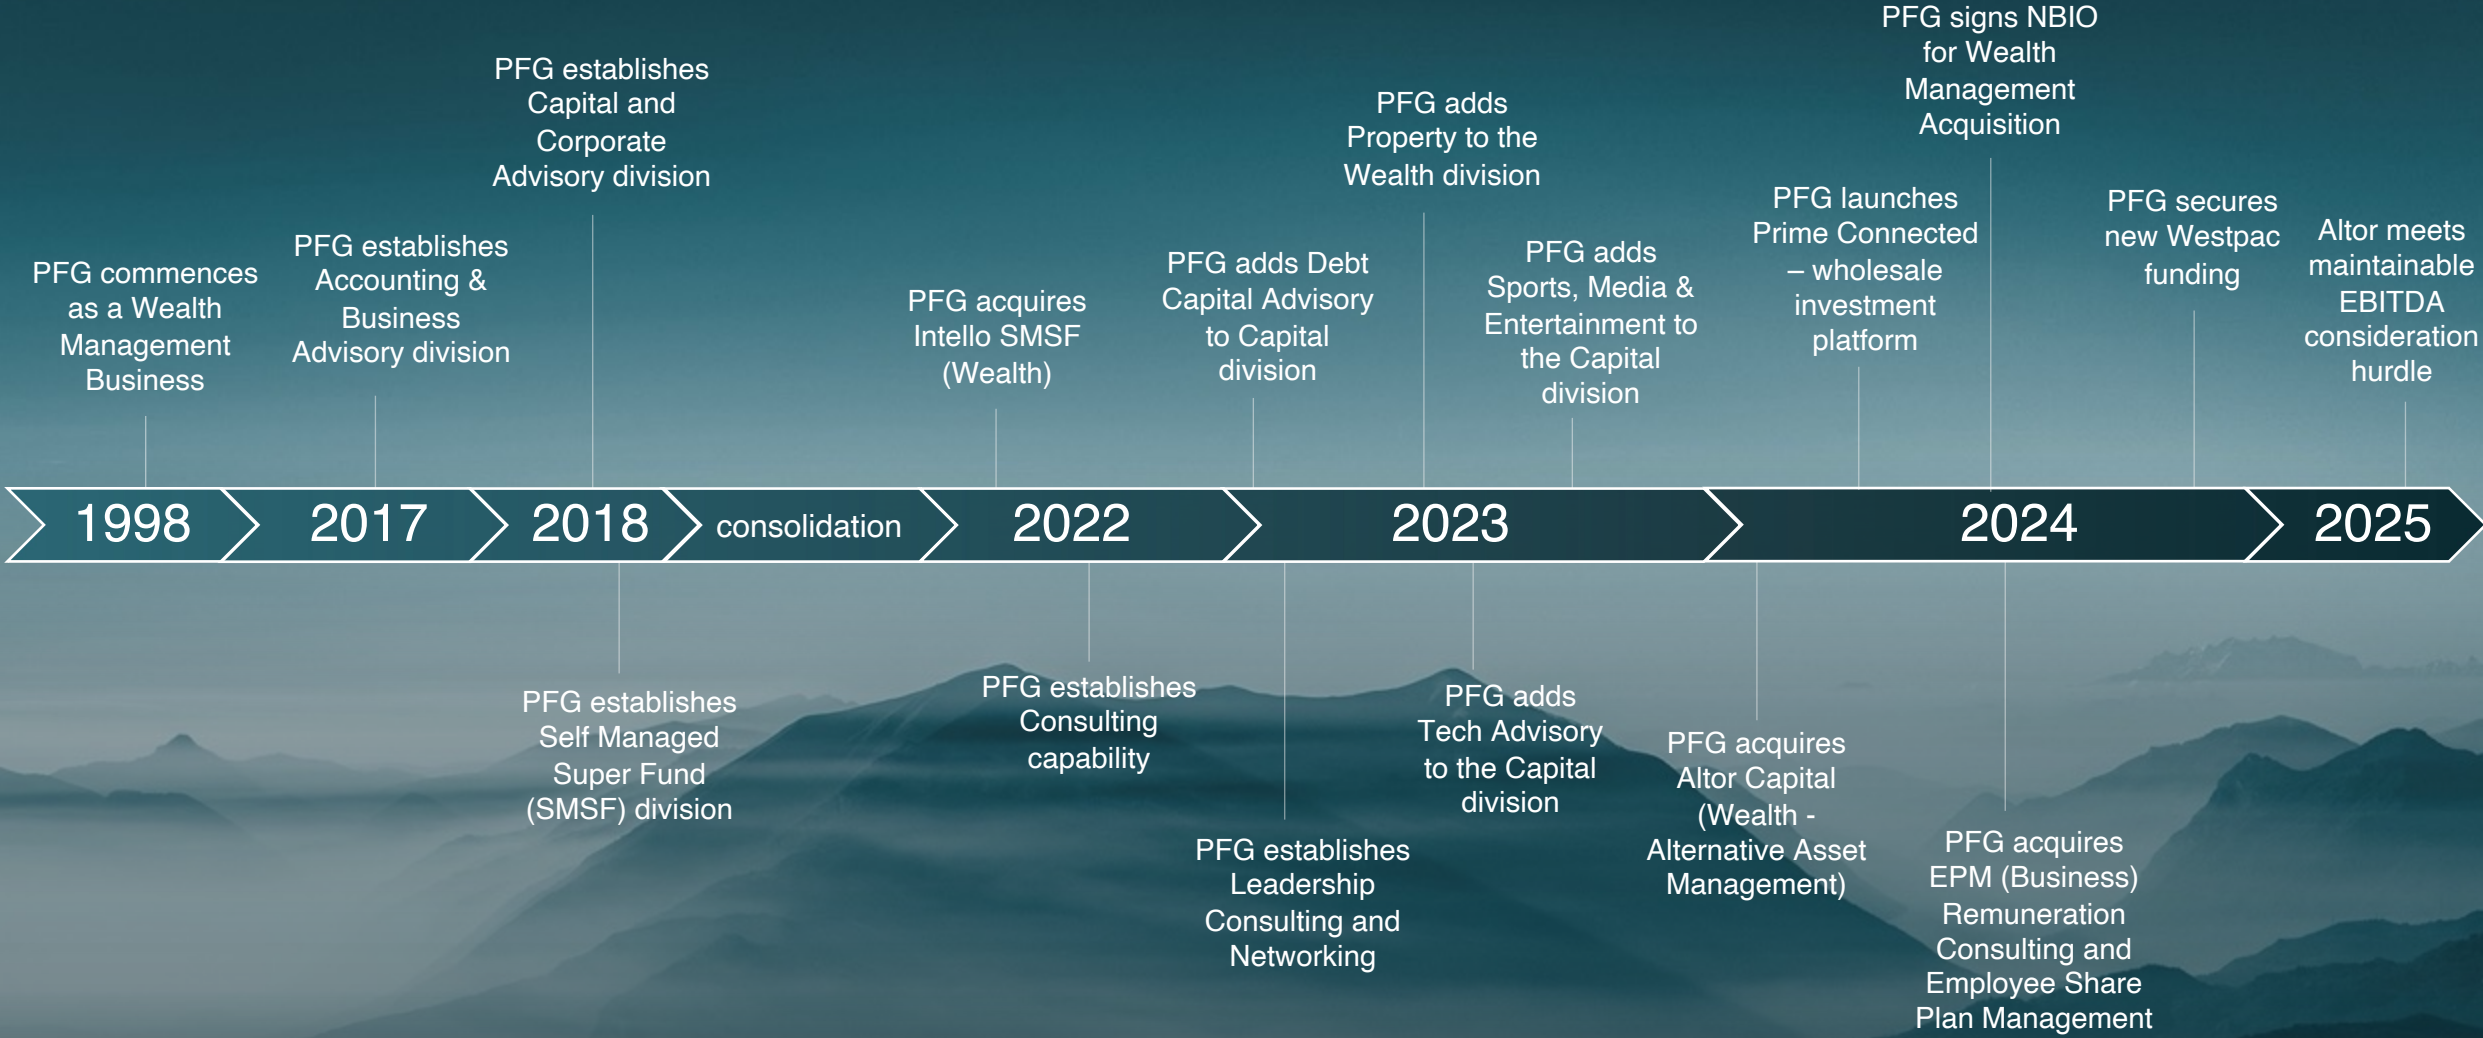 PFG commences
as a Wealth
Management
Business
PFG establishes
Accounting &
Business
Advisory division
PFG establishes
Capital and
Corporate
Advisory division
PFG acquires
Intello SMSF
(Wealth)
PFG adds Debt
Capital Advisory
to Capital
division
PFG adds
Property to the
Wealth division
PFG adds
Sports, Media &
Entertainment to
the Capital
division
PFG launches
Prime Connected
– wholesale
investment
platform
PFG signs NBIO
for Wealth
Management
Acquisition
PFG secures
new Westpac
funding
Altor meets
maintainable
EBITDA
consideration
hurdle
1998
2017
2018
consolidation
2022
2023
2024
2025
PFG establishes
Self Managed
Super Fund
(SMSF) division
PFG establishes
Consulting
capability
PFG establishes
Leadership
Consulting and
Networking
PFG adds
Tech Advisory
to the Capital
division
PFG acquires
Altor Capital
(Wealth -
Alternative Asset
Management)
PFG acquires
EPM (Business)
Remuneration
Consulting and
Employee Share
Plan Management